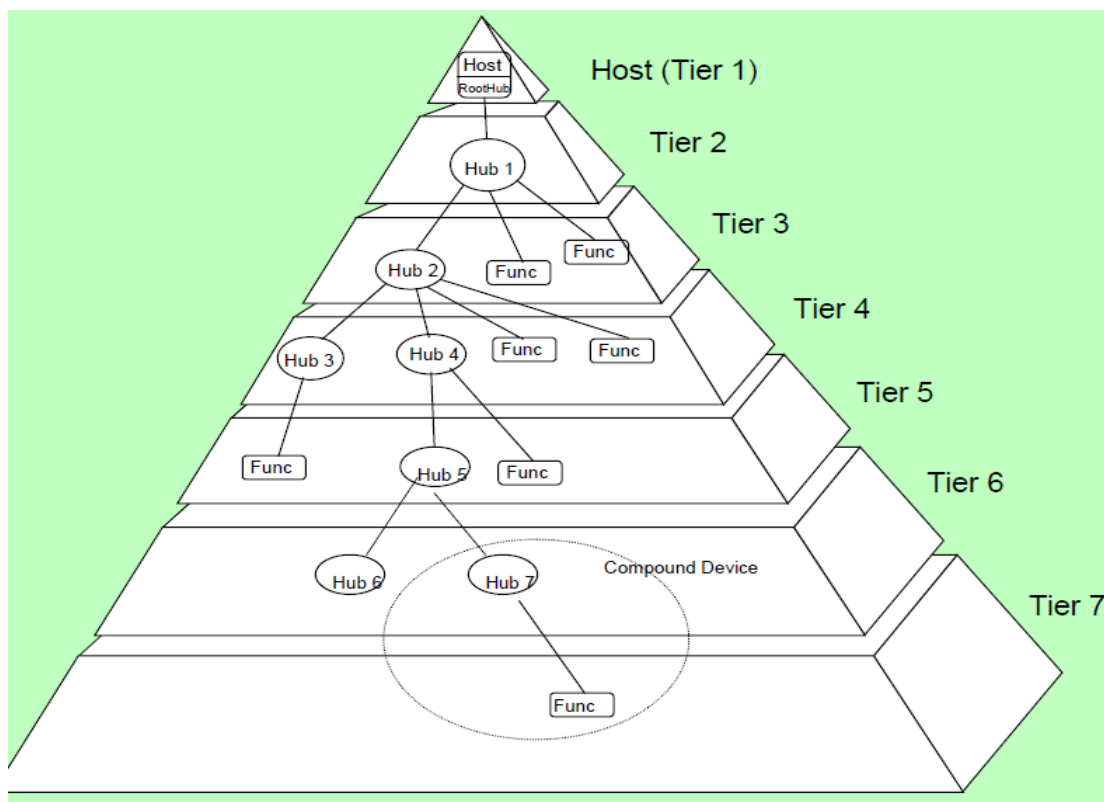 Host
RootHub
Host (Tier 1)
Tier 2
Hub 1
Tier 3
Func
Hub 2
Func
Tier 4
Hub 3
Hub 4
Func
Func
Tier 5
Func
Hub 5
Func
Tier 6
Hub 6
Hub 7
Compound Device
Tier 7
Func